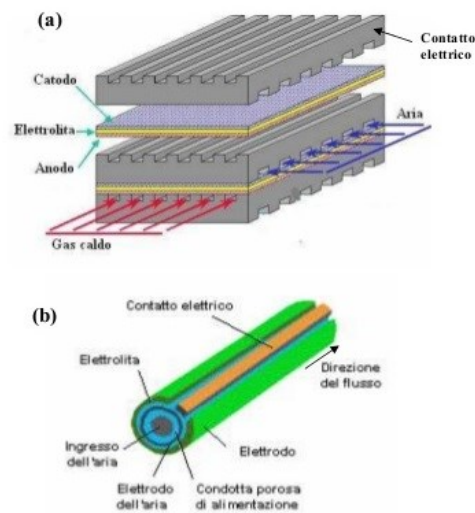 (a)
Contatto
elettrico
Catodo
Elettrolita
Anodo
Aria
Gas caldo
(b)
Contatto elettrico
Elettrolita
Direzione
del flusso
Ingresso
dell'aria
Elettrodo
Elettrodo
dell'aria
Condotta porosa
di alimentazione